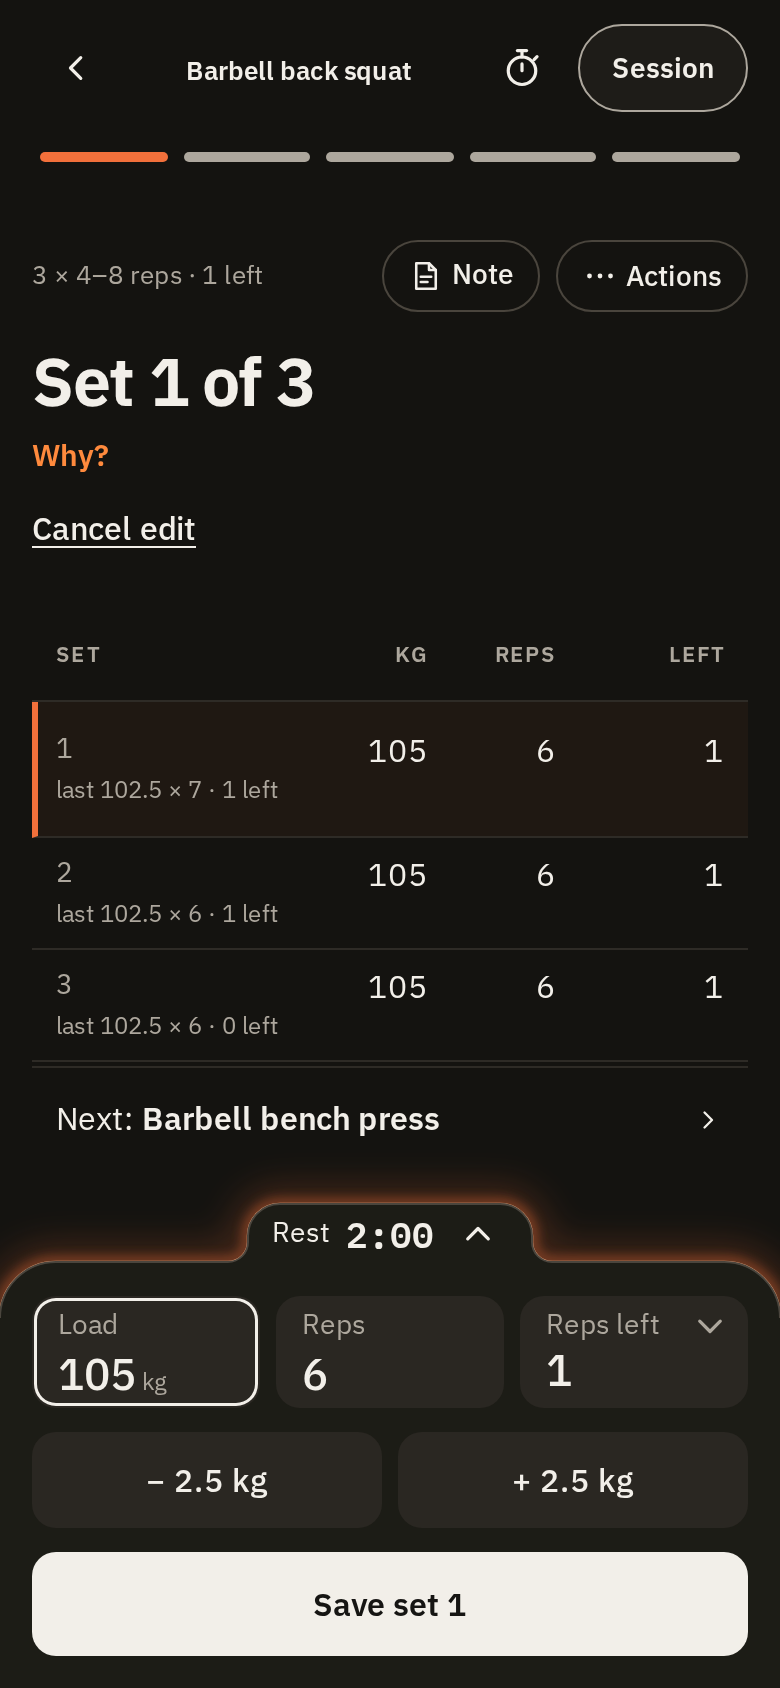 Barbell back squat
Session
3 × 4–8 reps · 1 left
Note
Actions
Set 1 of 3
Why?
Cancel edit
SET KG REPS LEFT
1 105 6 1
last 102.5 × 7 · 1 left
2 105 6 1
last 102.5 × 6 · 1 left
3 105 6 1
last 102.5 × 6 · 0 left
Next: Barbell bench press
Rest 2:00
Load Reps Reps left
105 kg 6 1
− 2.5 kg + 2.5 kg
Save set 1